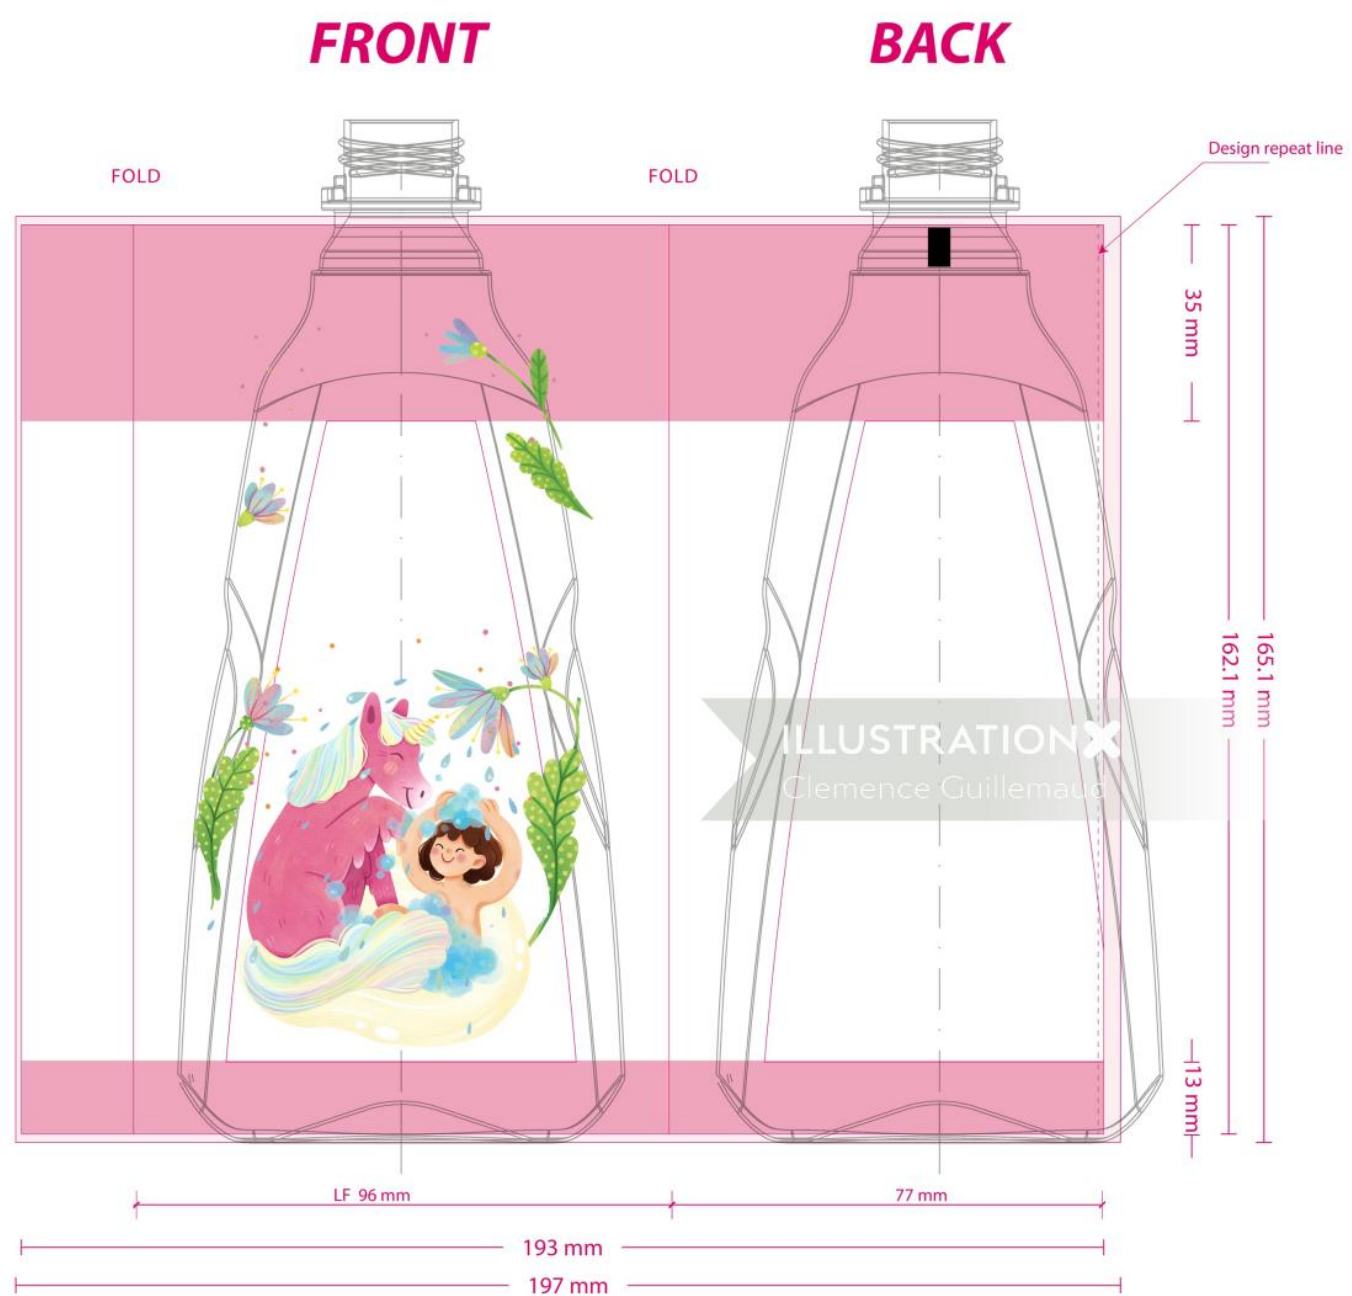 FRONT
BACK
Design repeat line
FOLD
FOLD
35 mm
162.1 mm
165.1 mm
ILLUSTRATIONX
Clemence Guillemaud
13 mm
LF 96 mm
77 mm
193 mm
197 mm